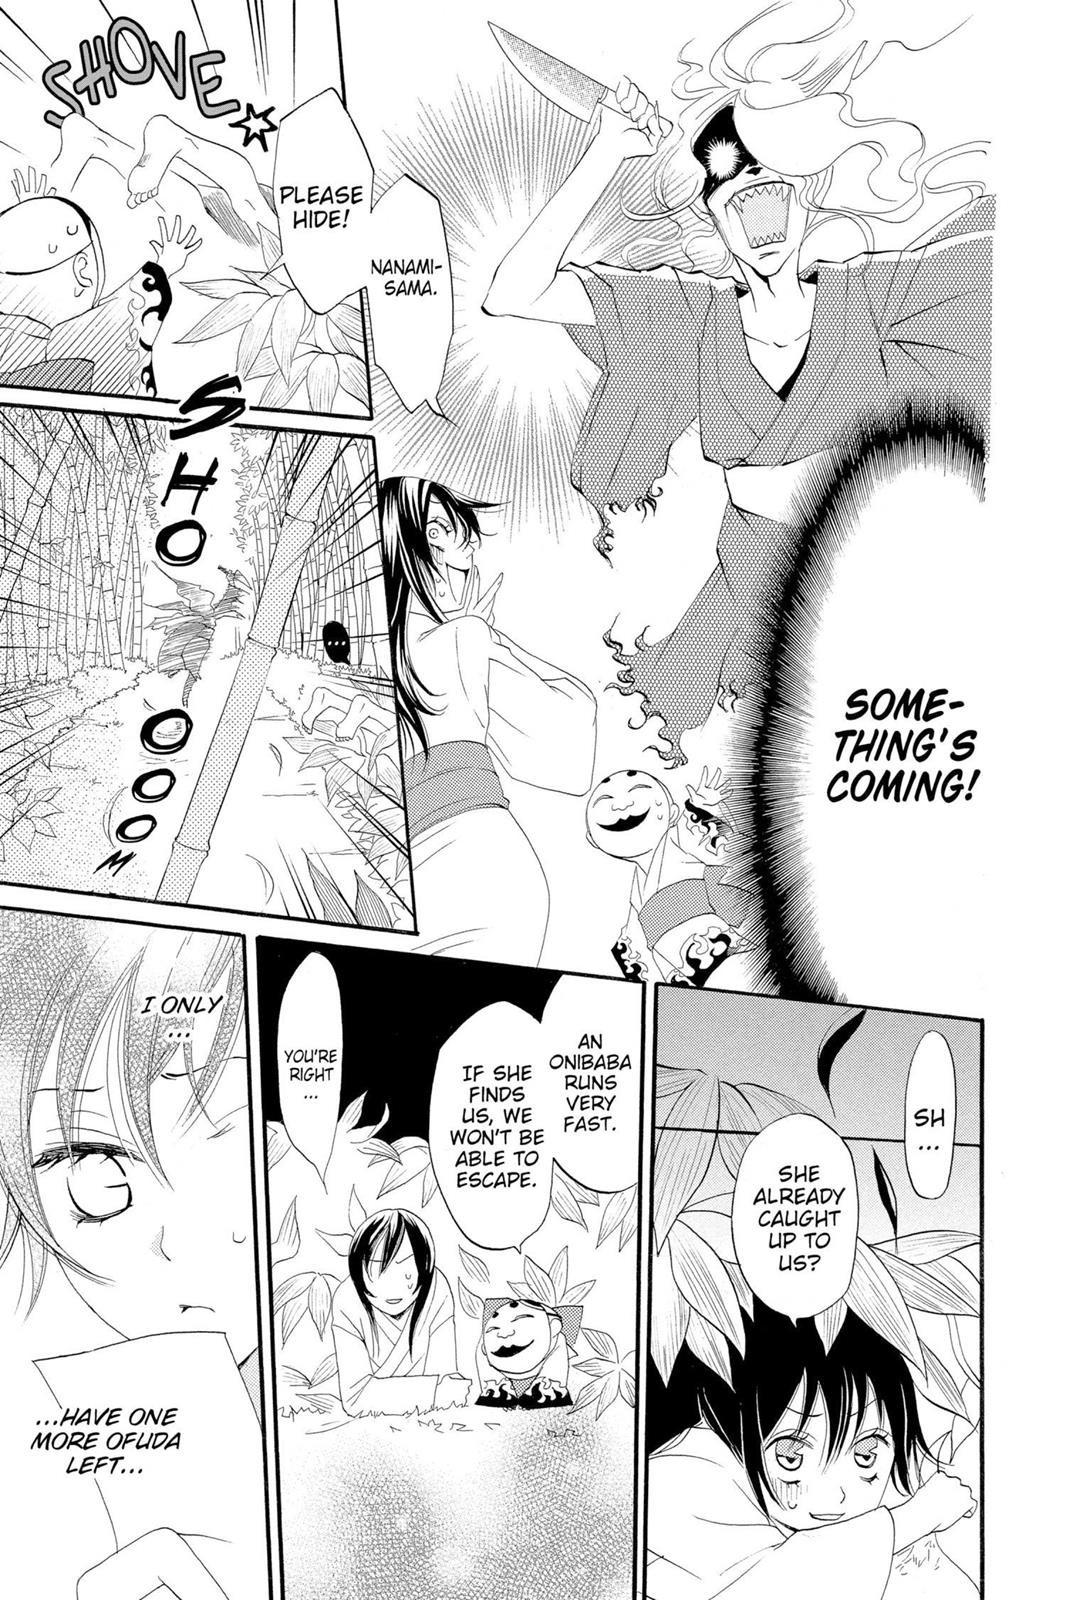 SOME-
THING'S
COMING!
NANAMI-
SAMA.
PLEASE
HIDE!
SHOVE
SHOOOOM
...
SH
...
SHE
ALREADY
CAUGHT
UP TO
US?
AN
ONIBABA
RUNS
VERY
FAST.
IF SHE
FINDS
US, WE
WON'T BE
ABLE TO
ESCAPE.
YOU'RE
RIGHT
...
I ONLY
...
...HAVE ONE
MORE OFUDA
LEFT...